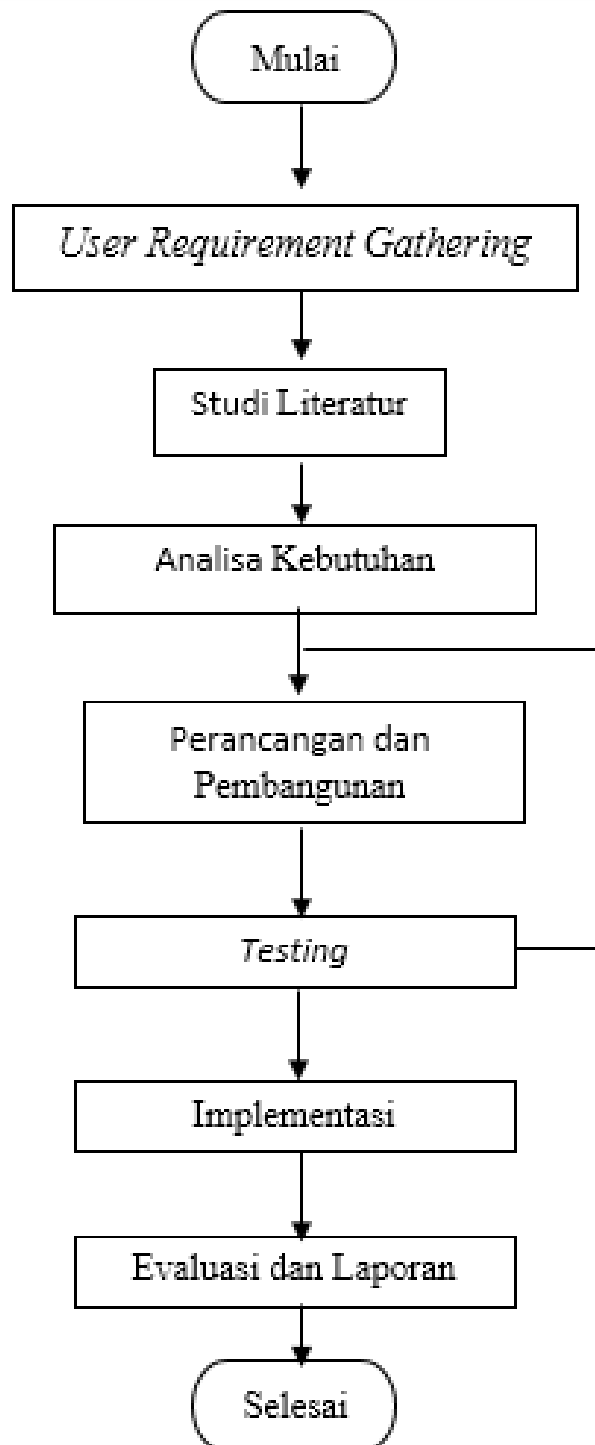 Mulai
User Requirement Gathering
Studi Literatur
Analisa Kebutuhan
Perancangan dan
Pembangunan
Testing
Implementasi
Evaluasi dan Laporan
Selesai